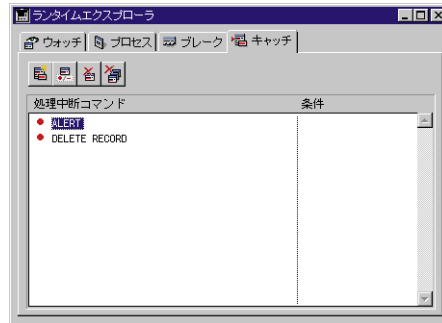 ランタイムエクスプローラ
ウォッチ プロセス ブレーク キャッチ
処理中断コマンド 条件
ALERT
DELETE RECORD